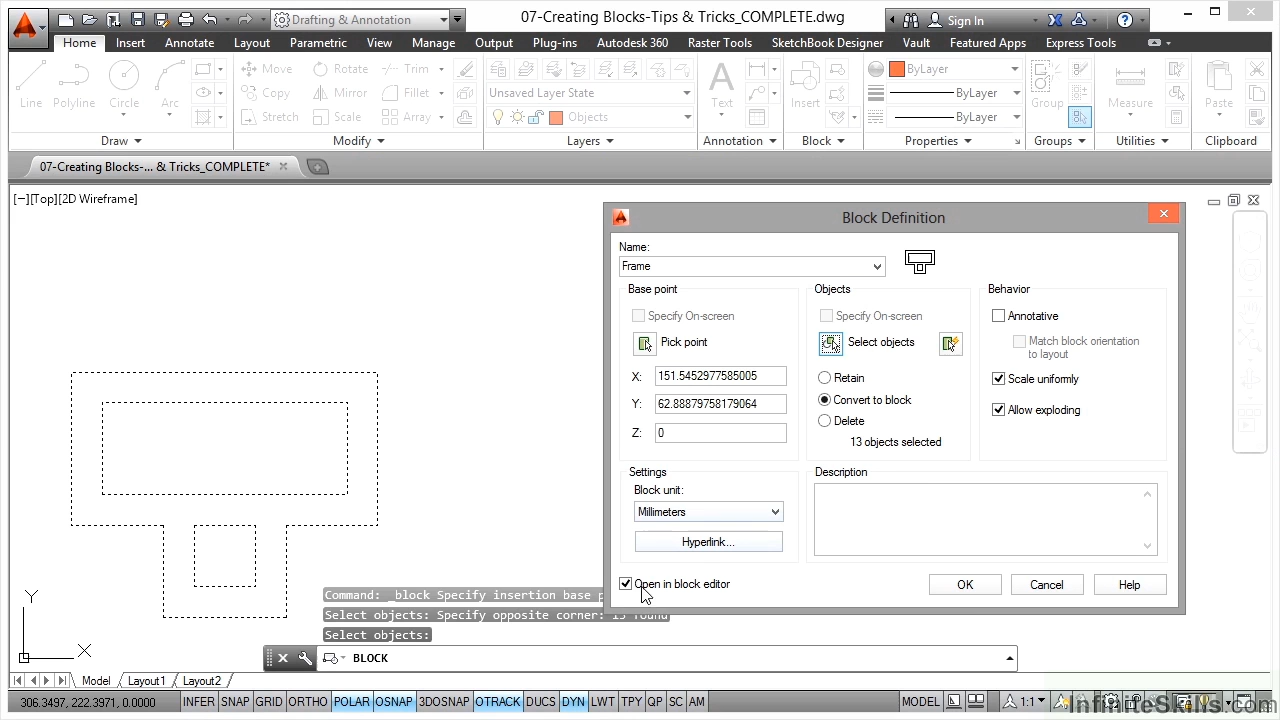 Drafting & Annotation
07-Creating Blocks-Tips & Tricks_COMPLETE.dwg
Sign In
Home Insert Annotate Layout Parametric View Manage Output Plug-ins Autodesk 360 Raster Tools SketchBook Designer Vault Featured Apps Express Tools
Line Polyline Circle Arc
Move Rotate Trim
Copy Mirror Fillet
Stretch Scale Array
Unsaved Layer State
Objects
Text
Insert
ByLayer
ByLayer
ByLayer
Group
Measure
Paste
Draw Modify Layers Annotation Block Properties Groups Utilities Clipboard
07-Creating Blocks-... & Tricks_COMPLETE*
[−][Top][2D Wireframe]
Block Definition
Name:
Frame
Base point
Specify On-screen
Pick point
X: 151.5452977585005
Y: 62.88879758179064
Z: 0
Objects
Specify On-screen
Select objects
Retain
Convert to block
Delete
13 objects selected
Behavior
Annotative
Match block orientation
to layout
Scale uniformly
Allow exploding
Settings
Block unit:
Millimeters
Hyperlink...
Description
Open in block editor
OK Cancel Help
Y
X
Command: _block Specify insertion base
Select objects: Specify opposite corner: 13 found
Select objects:
BLOCK
Model Layout1 Layout2
306.3497, 222.3971, 0.0000 INFER SNAP GRID ORTHO POLAR OSNAP 3DOSNAP OTRACK DUCS DYN LWT TPY QP SC AM MODEL 1:1
InfiniteSkills.com